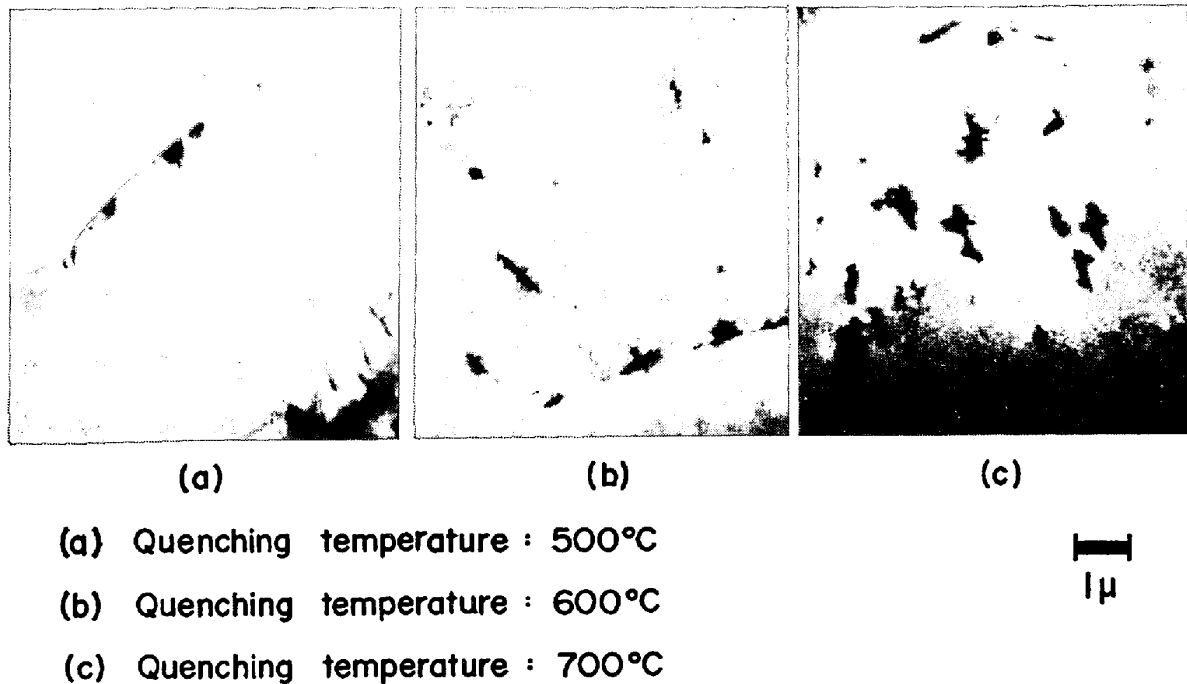 (a) (b) (c)
(a) Quenching temperature : 500°C
(b) Quenching temperature : 600°C
(c) Quenching temperature : 700°C
1μ